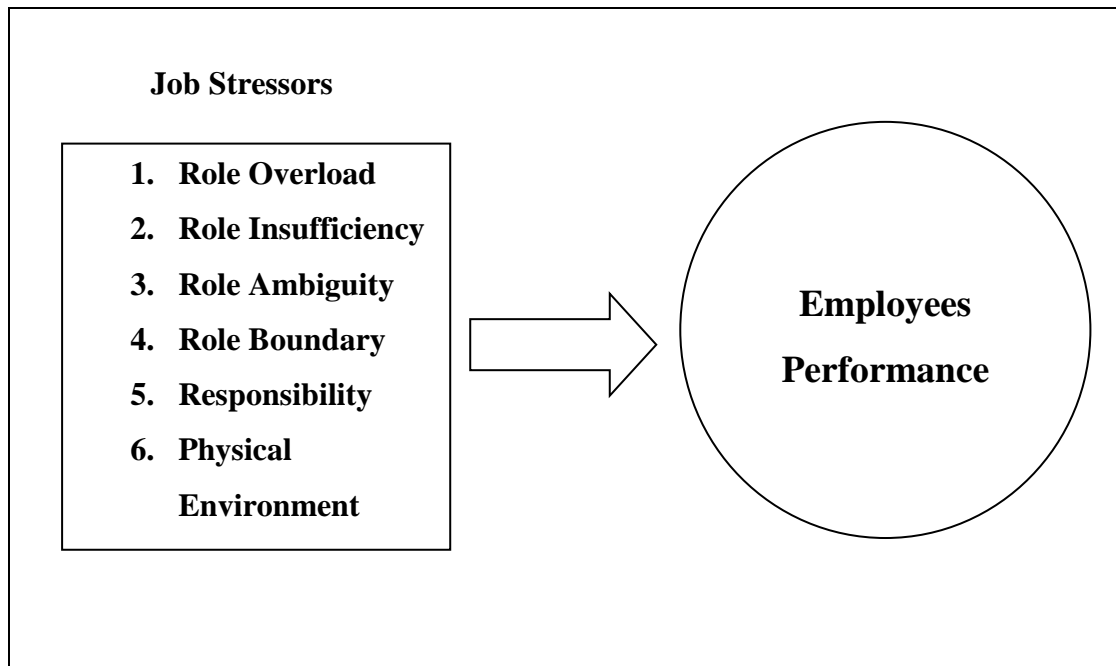 Job Stressors
1. Role Overload
2. Role Insufficiency
3. Role Ambiguity
4. Role Boundary
5. Responsibility
6. Physical
Environment
Employees
Performance